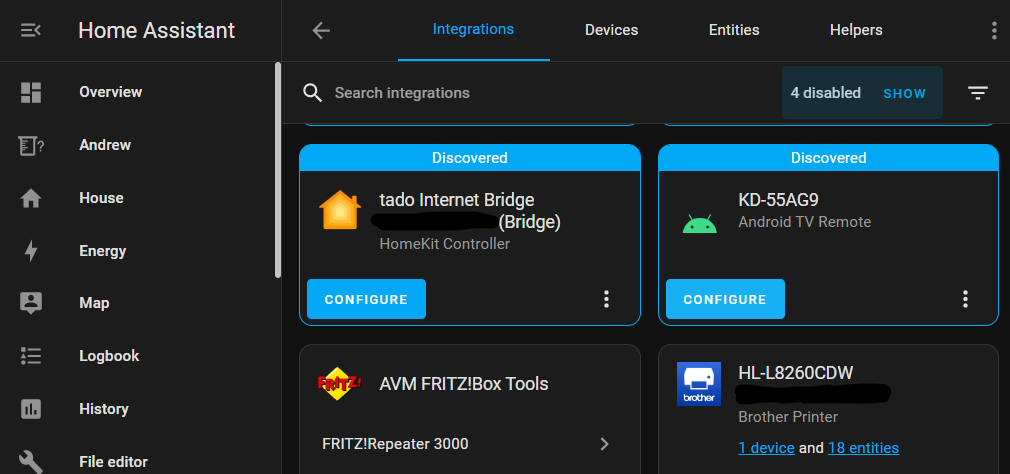 Home Assistant
Integrations
Devices
Entities
Helpers
Search integrations
4 disabled
SHOW
Overview
Andrew
House
Energy
Map
Logbook
History
File editor
Discovered
tado Internet Bridge
(Bridge)
HomeKit Controller
CONFIGURE
Discovered
KD-55AG9
Android TV Remote
CONFIGURE
FRITZ!
AVM FRITZ!Box Tools
FRITZ!Repeater 3000
brother
HL-L8260CDW
Brother Printer
1 device and 18 entities